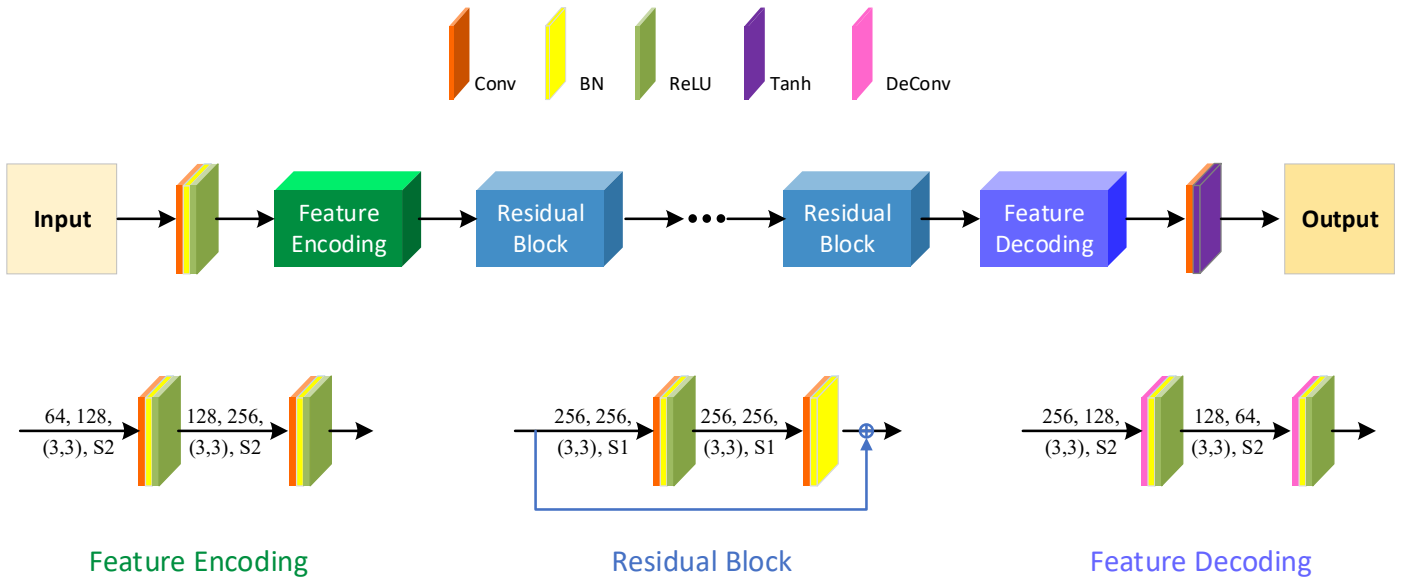 Conv
BN
ReLU
Tanh
DeConv
Input
Feature
Encoding
Residual
Block
Residual
Block
Feature
Decoding
Output
64, 128,
(3,3), S2
128, 256,
(3,3), S2
256, 256,
(3,3), S1
256, 256,
(3,3), S1
256, 128,
(3,3), S2
128, 64,
(3,3), S2
Feature Encoding
Residual Block
Feature Decoding